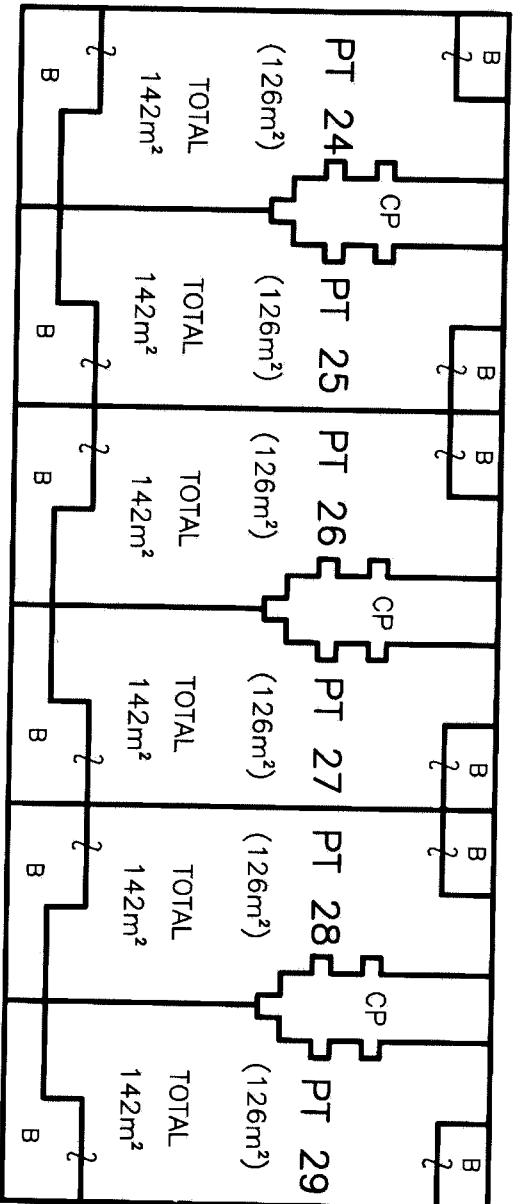 B
PT 24
(126m²)
TOTAL
142m²
B
CP
B
PT 25
(126m²)
TOTAL
142m²
B
B
PT 26
(126m²)
TOTAL
142m²
B
CP
B
PT 27
(126m²)
TOTAL
142m²
B
B
PT 28
(126m²)
TOTAL
142m²
B
CP
B
PT 29
(126m²)
TOTAL
142m²
B